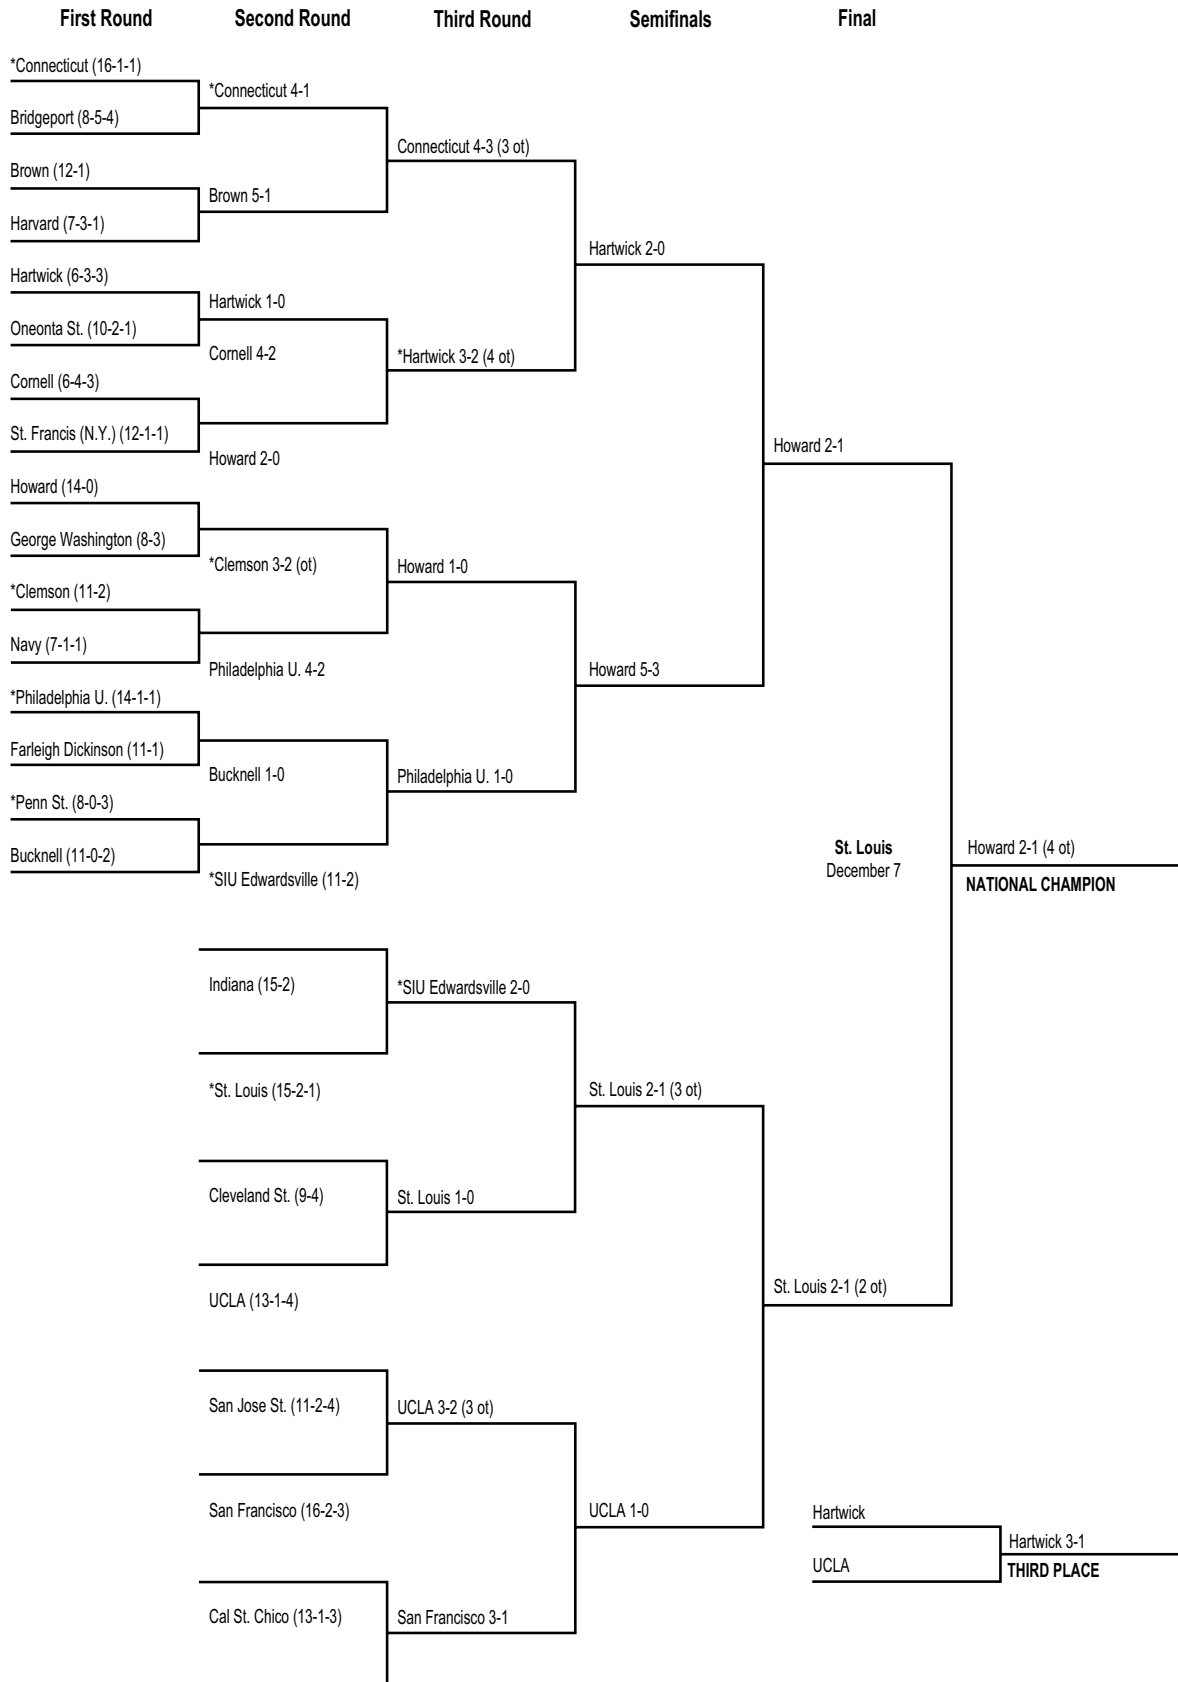 First Round
Second Round
Third Round
Semifinals
Final
*Connecticut (16-1-1)
Bridgeport (8-5-4)
Brown (12-1)
Harvard (7-3-1)
Hartwick (6-3-3)
Oneonta St. (10-2-1)
Cornell (6-4-3)
St. Francis (N.Y.) (12-1-1)
Howard (14-0)
George Washington (8-3)
*Clemson (11-2)
Navy (7-1-1)
*Philadelphia U. (14-1-1)
Farleigh Dickinson (11-1)
*Penn St. (8-0-3)
Bucknell (11-0-2)
*Connecticut 4-1
Brown 5-1
Hartwick 1-0
Cornell 4-2
Howard 2-0
*Clemson 3-2 (ot)
Philadelphia U. 4-2
Bucknell 1-0
*SIU Edwardsville (11-2)
Indiana (15-2)
*St. Louis (15-2-1)
Cleveland St. (9-4)
UCLA (13-1-4)
San Jose St. (11-2-4)
San Francisco (16-2-3)
Cal St. Chico (13-1-3)
Connecticut 4-3 (3 ot)
*Hartwick 3-2 (4 ot)
Howard 1-0
Philadelphia U. 1-0
*SIU Edwardsville 2-0
St. Louis 1-0
UCLA 3-2 (3 ot)
San Francisco 3-1
Hartwick 2-0
Howard 5-3
St. Louis 2-1 (3 ot)
UCLA 1-0
Howard 2-1
St. Louis 2-1 (2 ot)
St. Louis
December 7
Howard 2-1 (4 ot)
NATIONAL CHAMPION
Hartwick
UCLA
Hartwick 3-1
THIRD PLACE